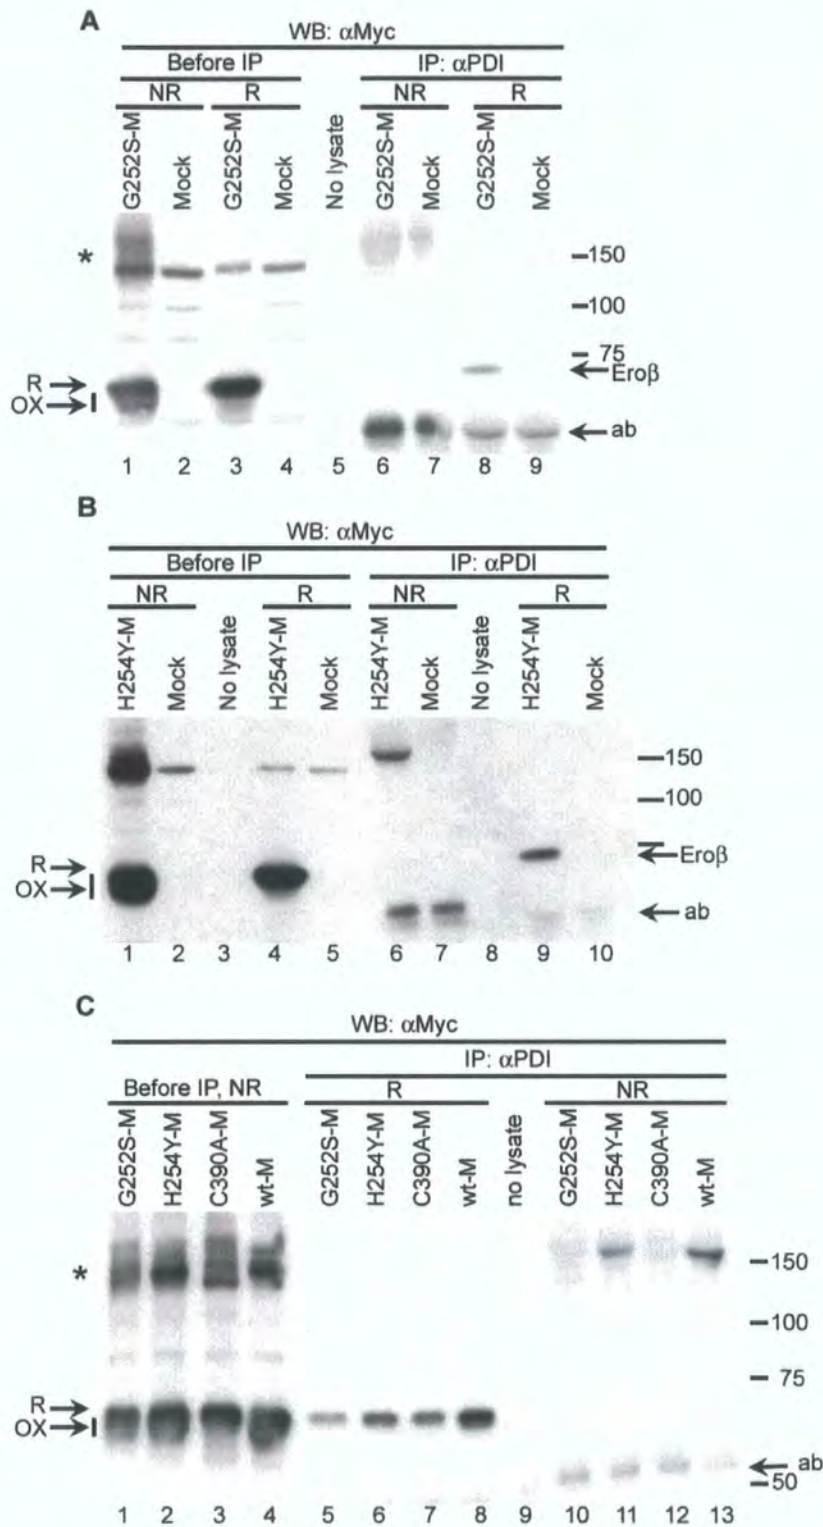 A
WB: αMyc
Before IP
IP: αPDI
NR
R
NR
R
G252S-M
Mock
G252S-M
Mock
No lysate
G252S-M
Mock
G252S-M
Mock
*
150
100
75
R
OX
Eroβ
ab
1 2 3 4 5 6 7 8 9
B
WB: αMyc
Before IP
IP: αPDI
NR
R
NR
R
H254Y-M
Mock
No lysate
H254Y-M
Mock
H254Y-M
Mock
No lysate
H254Y-M
Mock
150
100
R
OX
Eroβ
ab
1 2 3 4 5 6 7 8 9 10
C
WB: αMyc
IP: αPDI
Before IP, NR
R
NR
G252S-M
H254Y-M
C390A-M
wt-M
G252S-M
H254Y-M
C390A-M
wt-M
no lysate
G252S-M
H254Y-M
C390A-M
wt-M
*
150
100
75
R
OX
ab
50
1 2 3 4 5 6 7 8 9 10 11 12 13